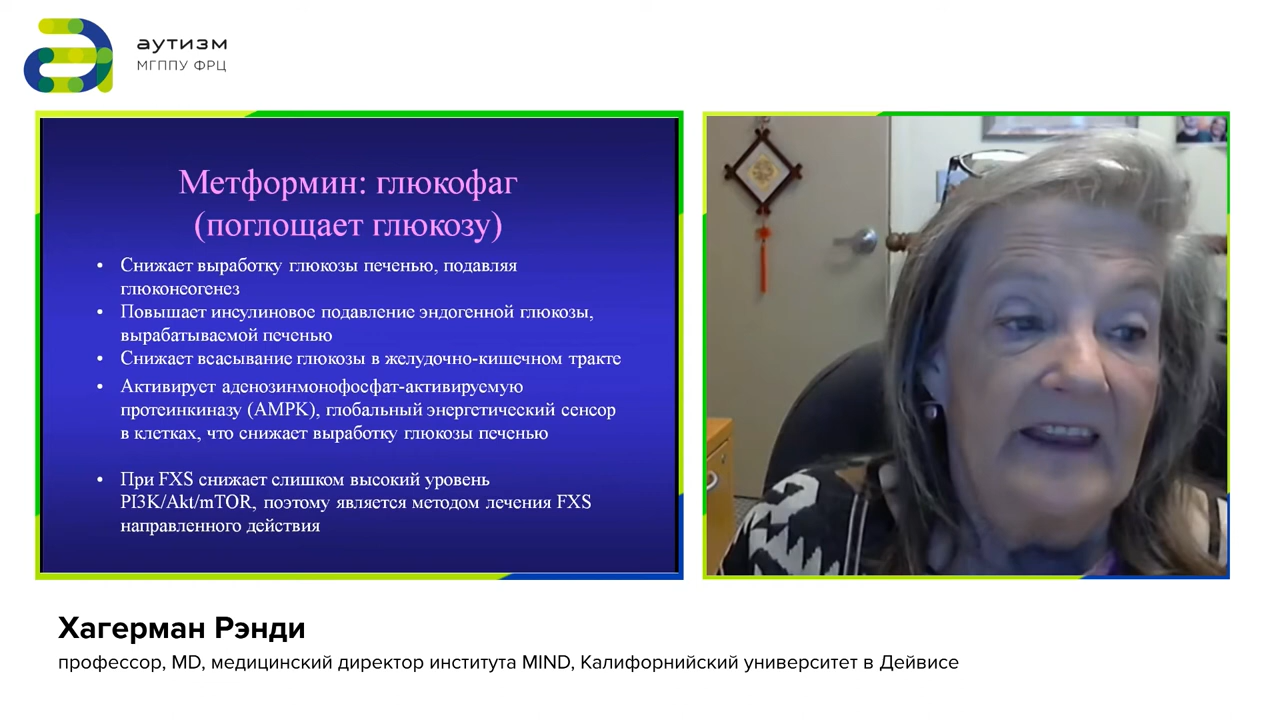 аутизм
МГППУ ФРЦ
Метформин: глюкофаг
(поглощает глюкозу)
• Снижает выработку глюкозы печенью, подавляя
глюконеогенез
• Повышает инсулиновое подавление эндогенной глюкозы,
вырабатываемой печенью
• Снижает всасывание глюкозы в желудочно-кишечном тракте
• Активирует аденозинмонофосфат-активируемую
протеинкиназу (AMPK), глобальный энергетический сенсор
в клетках, что снижает выработку глюкозы печенью
• При FXS снижает слишком высокий уровень
PI3K/Akt/mTOR, поэтому является методом лечения FXS
направленного действия
Хагерман Рэнди
профессор, MD, медицинский директор института MIND, Калифорнийский университет в Дейвисе